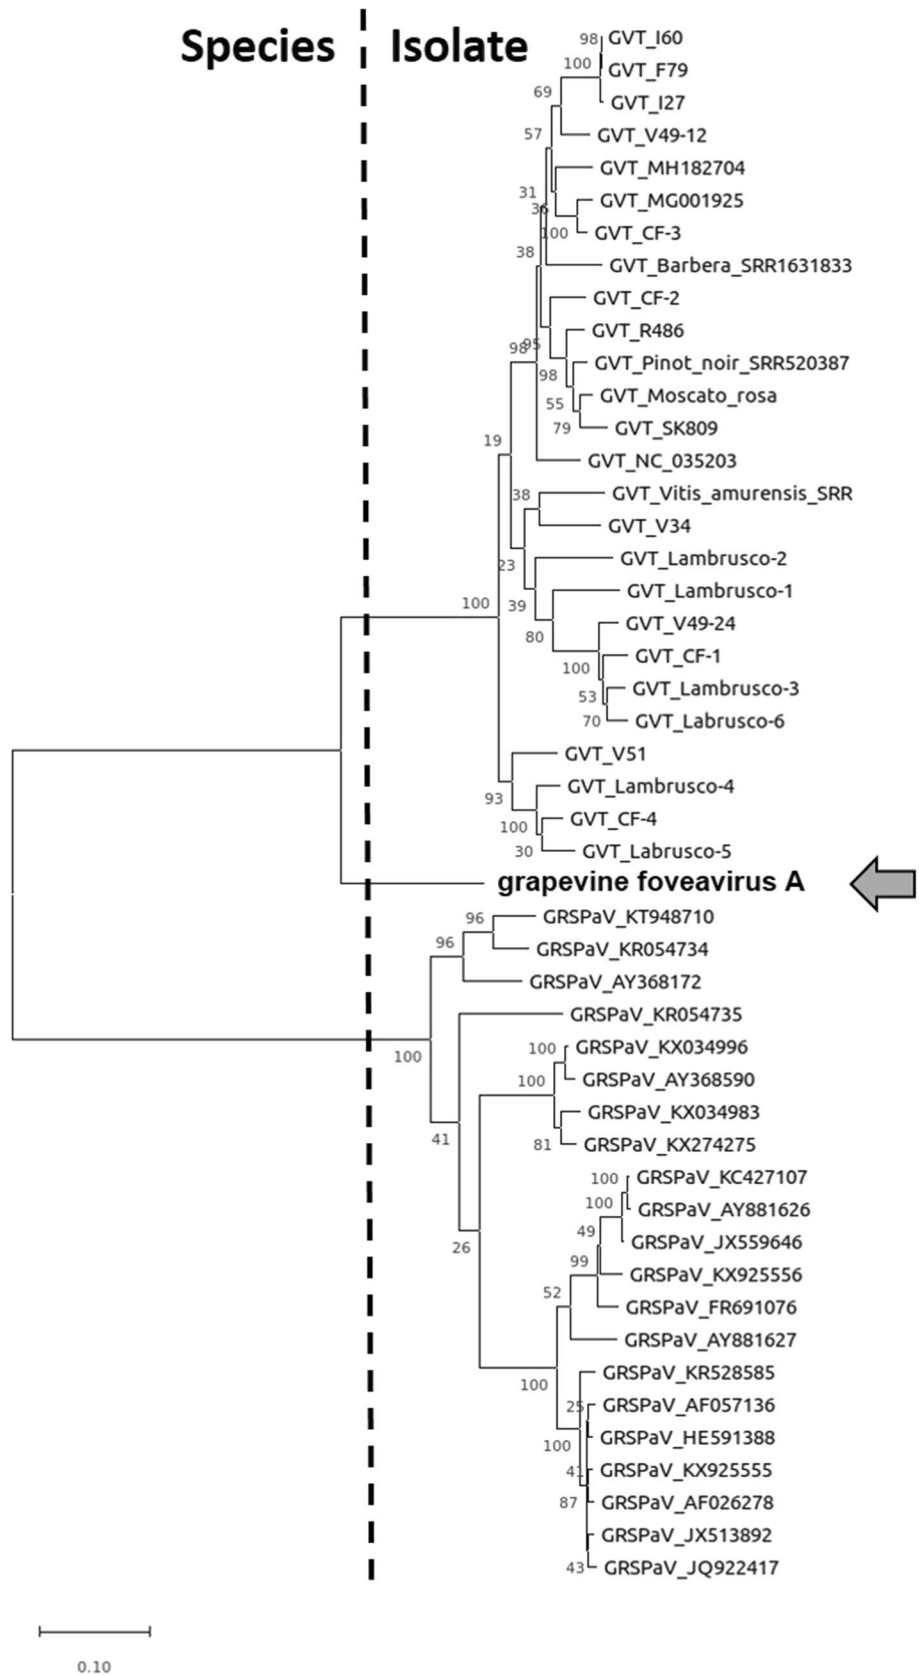 Species Isolate
98 GVT_I60
100 GVT_F79
GVT_I27
69
57 GVT_V49-12
GVT_MH182704
31 GVT_MG001925
36
100 GVT_CF-3
38 GVT_Barbera_SRR1631833
GVT_CF-2
GVT_R486
98 95
GVT_Pinot_noir_SRR520387
98
GVT_Moscato_rosa
55
79 GVT_SK809
19
GVT_NC_035203
38 GVT_Vitis_amurensis_SRR
GVT_V34
23 GVT_Lambrusco-2
GVT_Lambrusco-1
100 39
GVT_V49-24
80
GVT_CF-1
100
GVT_Lambrusco-3
53
70 GVT_Labrusco-6
GVT_V51
GVT_Lambrusco-4
93
GVT_CF-4
100
30 GVT_Labrusco-5
grapevine foveavirus A
96 GRSPaV_KT948710
96 GRSPaV_KR054734
GRSPaV_AY368172
GRSPaV_KR054735
100 GRSPaV_KX034996
100
100 GRSPaV_AY368590
GRSPaV_KX034983
41 81 GRSPaV_KX274275
100 GRSPaV_KC427107
100 GRSPaV_AY881626
49 GRSPaV_JX559646
26
99 GRSPaV_KX925556
52 GRSPaV_FR691076
GRSPaV_AY881627
GRSPaV_KR528585
100
25 GRSPaV_AF057136
100 GRSPaV_HE591388
41 GRSPaV_KX925555
87 GRSPaV_AF026278
GRSPaV_JX513892
43 GRSPaV_JQ922417
0.10